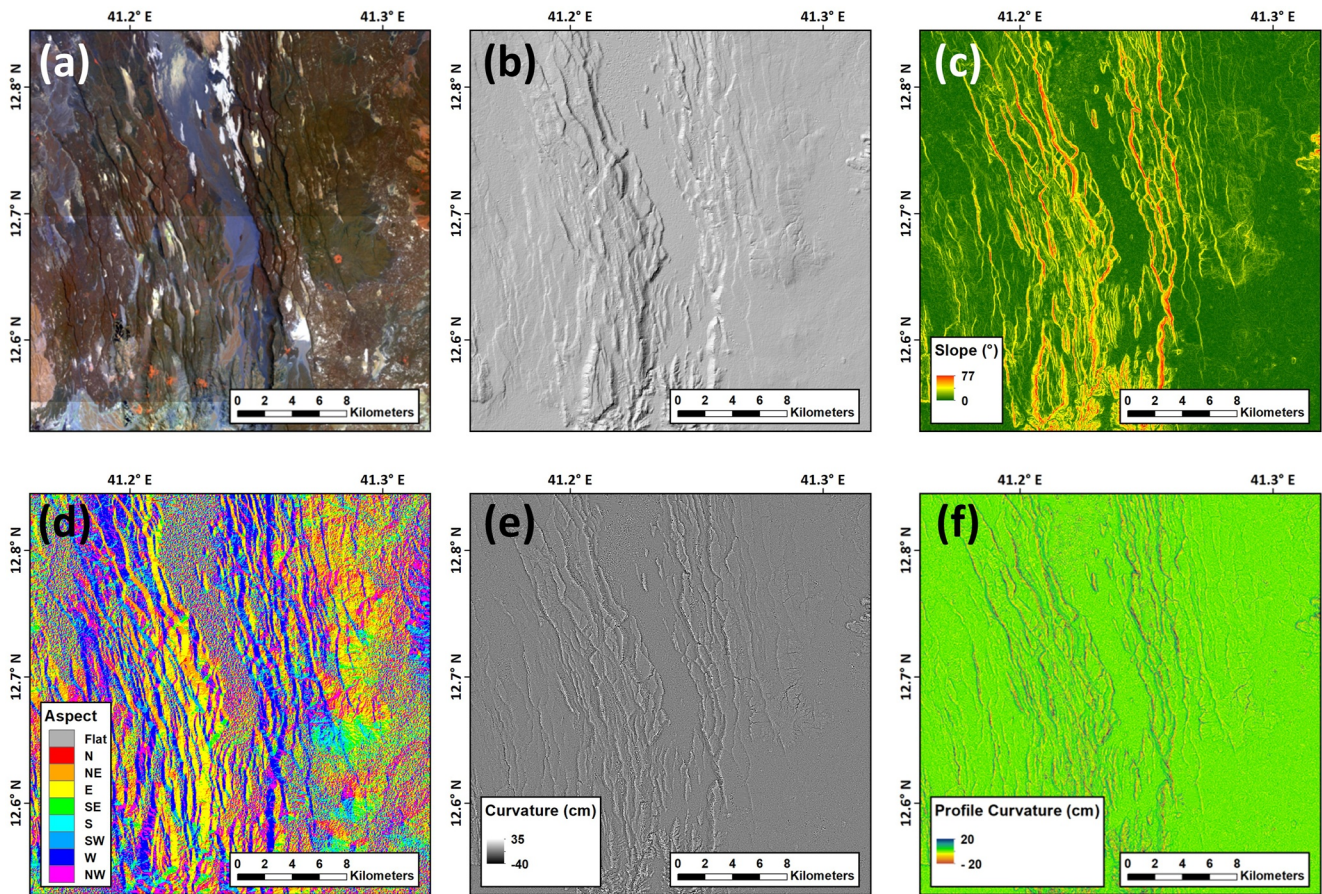 41.2° E
41.3° E
41.2° E
41.3° E
41.2° E
41.3° E
(a)
(b)
(c)
12.8° N
12.7° N
12.6° N
12.8° N
12.7° N
12.6° N
12.8° N
12.7° N
12.6° N
Slope (°)
77
0
0 2 4 6 8
Kilometers
0 2 4 6 8
Kilometers
0 2 4 6 8
Kilometers
41.2° E
41.3° E
41.2° E
41.3° E
41.2° E
41.3° E
(d)
(e)
(f)
12.8° N
12.7° N
12.6° N
12.8° N
12.7° N
12.6° N
12.8° N
12.7° N
12.6° N
Aspect
Flat
N
NE
E
SE
S
SW
W
NW
0 2 4 6 8
Kilometers
Curvature (cm)
35
-40
0 2 4 6 8
Kilometers
Profile Curvature (cm)
20
- 20
0 2 4 6 8
Kilometers